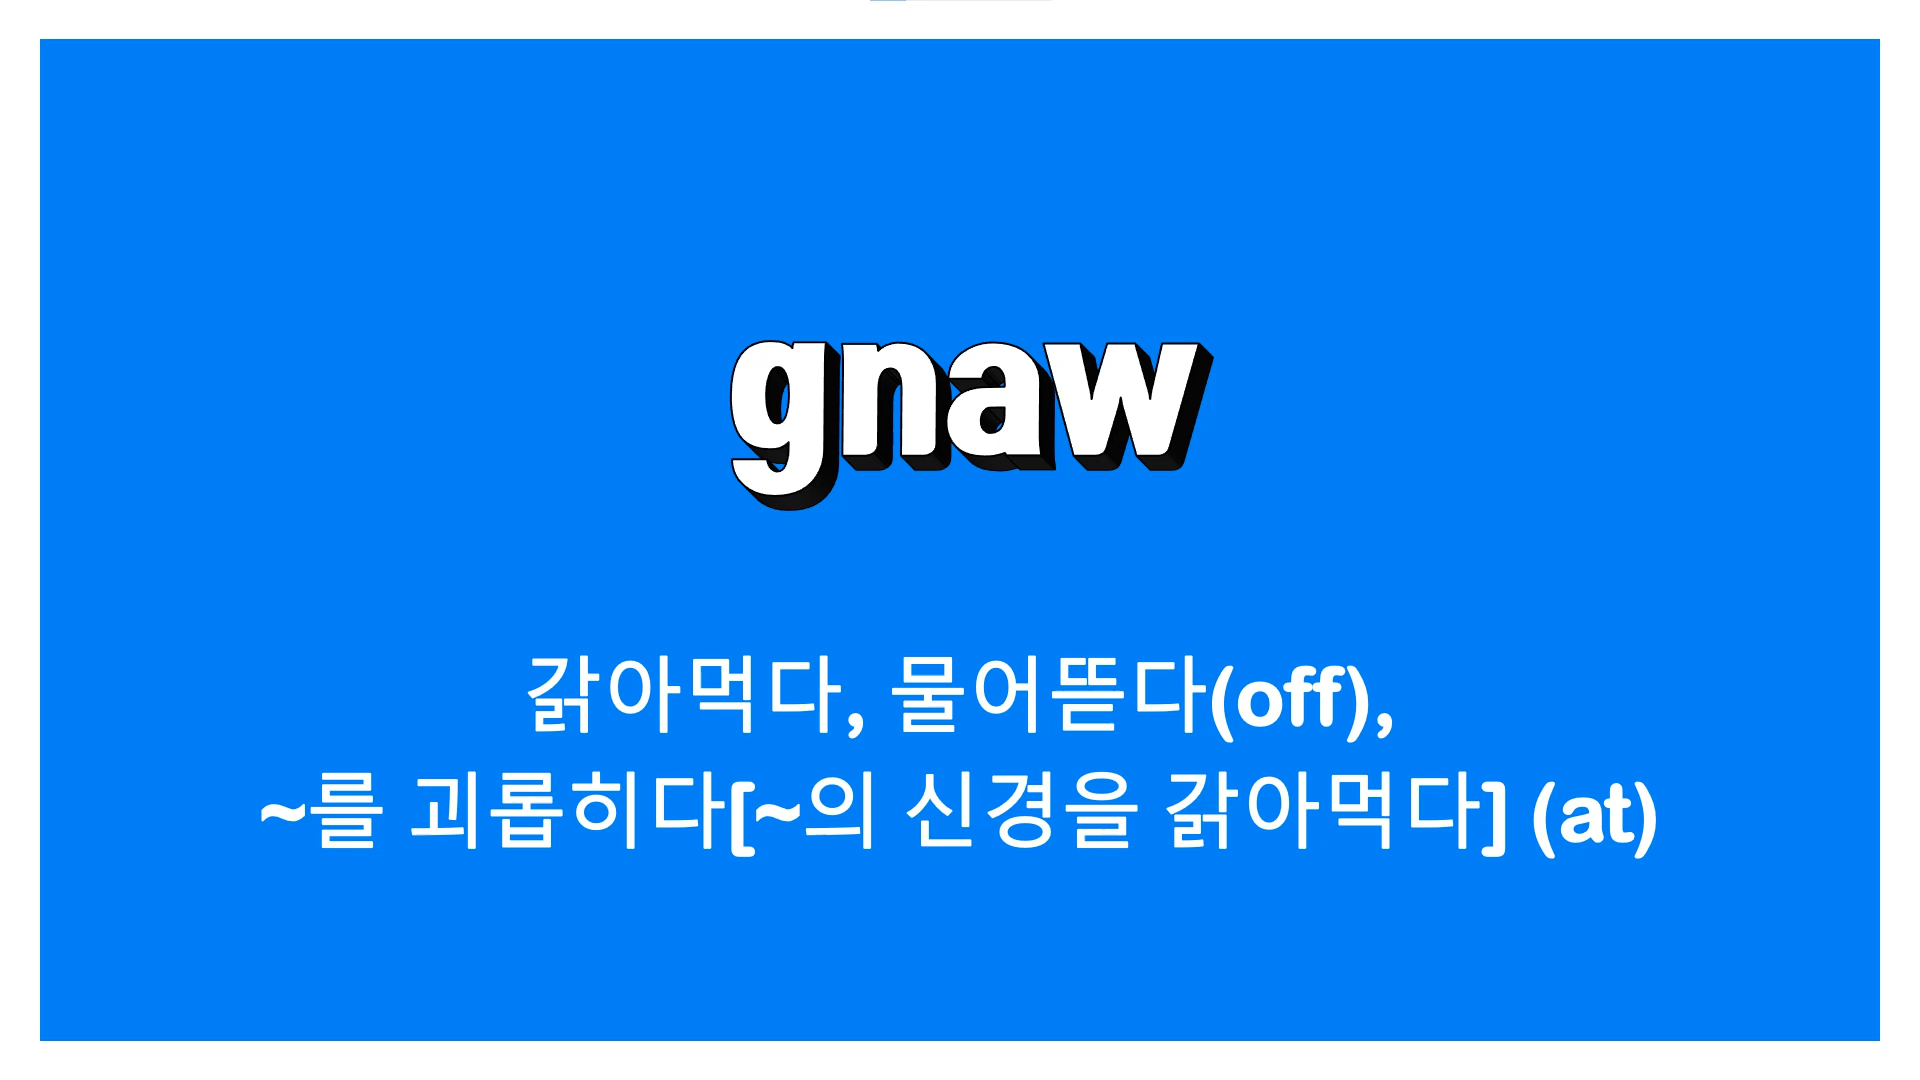 gnaw
갉아먹다, 물어뜯다(off),
~를 괴롭히다[~의 신경을 갉아먹다] (at)